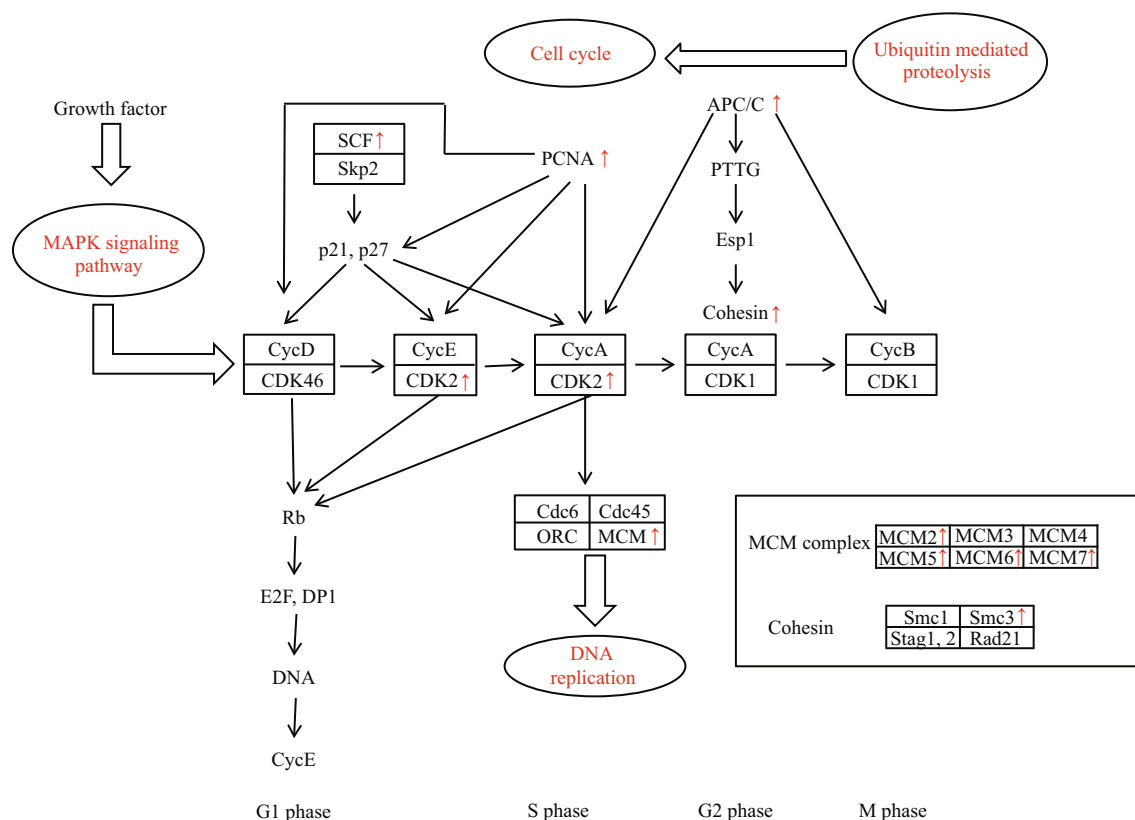 Cell cycle
Ubiquitin mediated
proteolysis
Growth factor
APC/C ↑
SCF↑
Skp2
PCNA ↑
PTTG
MAPK signaling
pathway
p21, p27
Esp1
Cohesin↑
CycD
CDK46
CycE
CDK2↑
CycA
CDK2↑
CycA
CDK1
CycB
CDK1
Rb
E2F, DP1
DNA
CycE
Cdc6
Cdc45
ORC
MCM↑
DNA
replication
MCM complex
MCM2↑
MCM3
MCM4
MCM5↑
MCM6↑
MCM7↑
Cohesin
Smc1
Smc3↑
Stag1, 2
Rad21
G1 phase
S phase
G2 phase
M phase